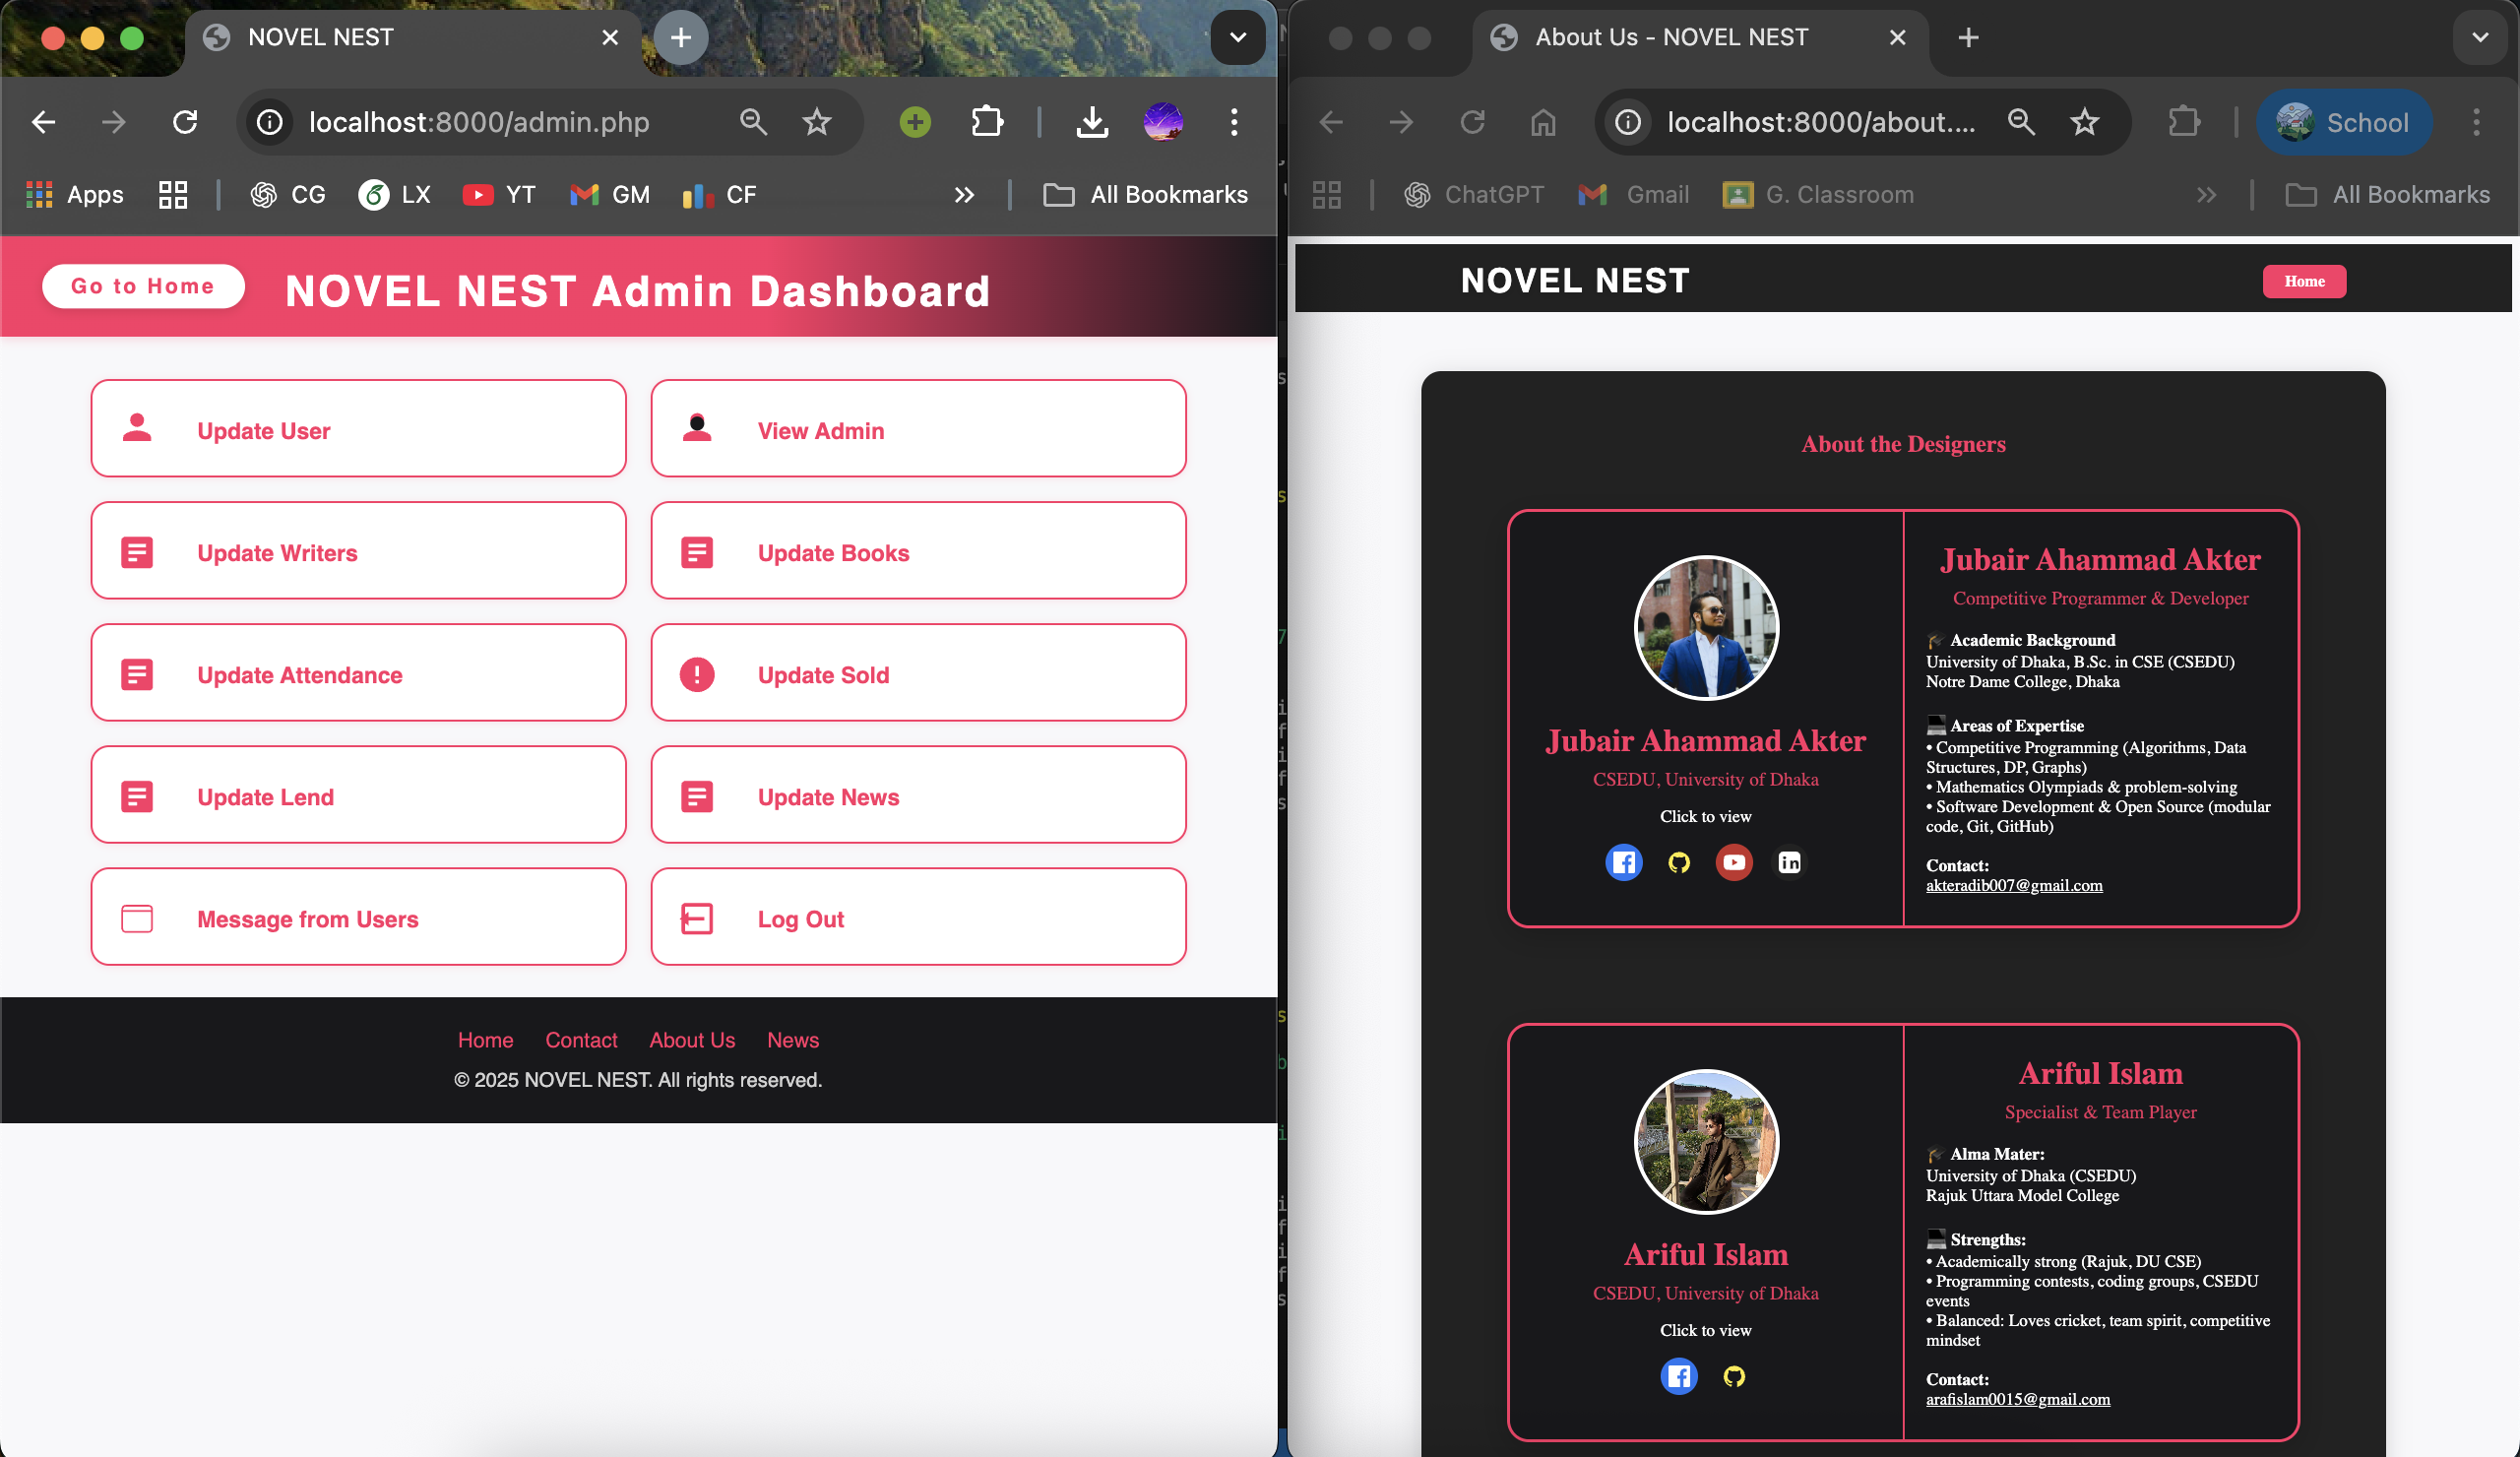 NOVEL NEST
localhost:8000/admin.php
Apps CG LX YT GM CF All Bookmarks
Go to Home NOVEL NEST Admin Dashboard
Update User View Admin
Update Writers Update Books
Update Attendance Update Sold
Update Lend Update News
Message from Users Log Out
Home Contact About Us News
© 2025 NOVEL NEST. All rights reserved.
About Us - NOVEL NEST
localhost:8000/about.... School
ChatGPT Gmail G. Classroom All Bookmarks
NOVEL NEST Home
About the Designers
Jubair Ahammad Akter
CSEDU, University of Dhaka
Click to view
Jubair Ahammad Akter
Competitive Programmer & Developer
Academic Background
University of Dhaka, B.Sc. in CSE (CSEDU)
Notre Dame College, Dhaka
Areas of Expertise
• Competitive Programming (Algorithms, Data
Structures, DP, Graphs)
• Mathematics Olympiads & problem-solving
• Software Development & Open Source (modular
code, Git, GitHub)
Contact:
akteradib007@gmail.com
Ariful Islam
CSEDU, University of Dhaka
Click to view
Ariful Islam
Specialist & Team Player
Alma Mater:
University of Dhaka (CSEDU)
Rajuk Uttara Model College
Strengths:
• Academically strong (Rajuk, DU CSE)
• Programming contests, coding groups, CSEDU
events
• Balanced: Loves cricket, team spirit, competitive
mindset
Contact:
arafislam0015@gmail.com